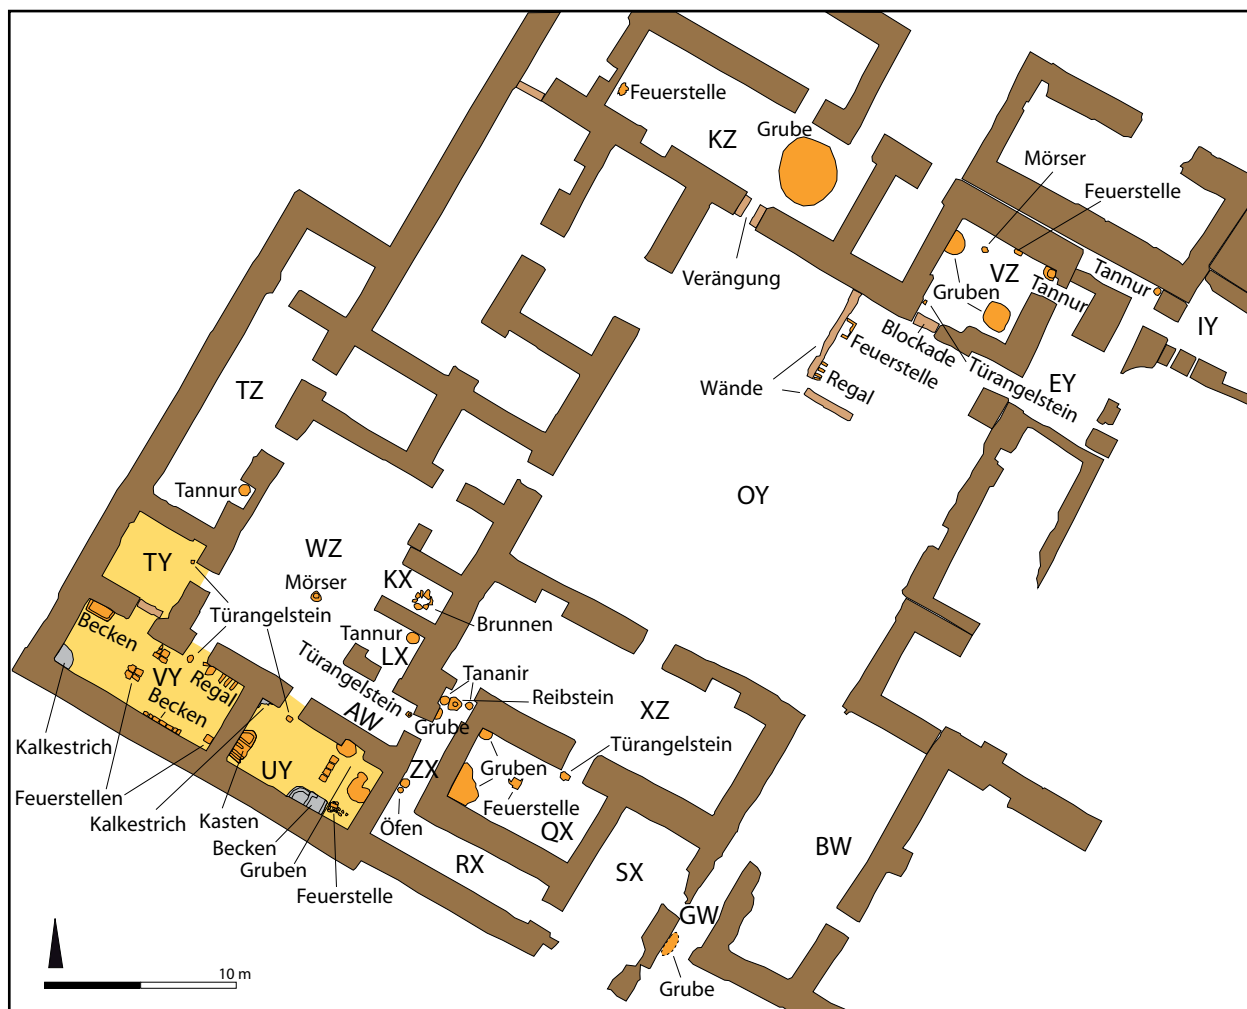 Feuerstelle
KZ
Grube
Mörser
Feuerstelle
Verängung
VZ
Gruben
Tannur
Tannur
IY
Blockade
Feuerstelle
Türangelstein
Wände
Regal
EY
TZ
Tannur
OY
WZ
TY
Mörser
KX
Türangelstein
Brunnen
Becken
Tannur
LX
Türangelstein
Tananir
Reibstein
VY
Regal
Becken
AW
Grube
XZ
Kalkestrich
ZX
Türangelstein
Gruben
UY
Feuerstellen
Kalkestrich
Kasten
Öfen
Feuerstelle
QX
Becken
Gruben
Feuerstelle
RX
SX
BW
GW
Grube
10 m